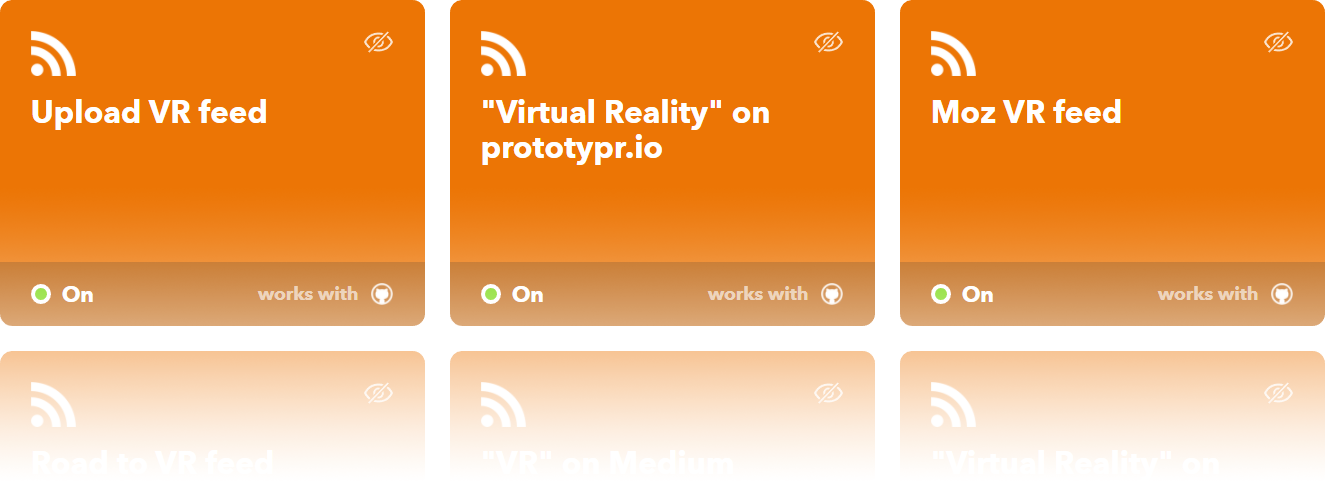 Upload VR feed
"Virtual Reality" on
prototypr.io
Moz VR feed
On
works with
On
works with
On
works with
Road to VR feed
"VR" on Medium
"Virtual Reality" on